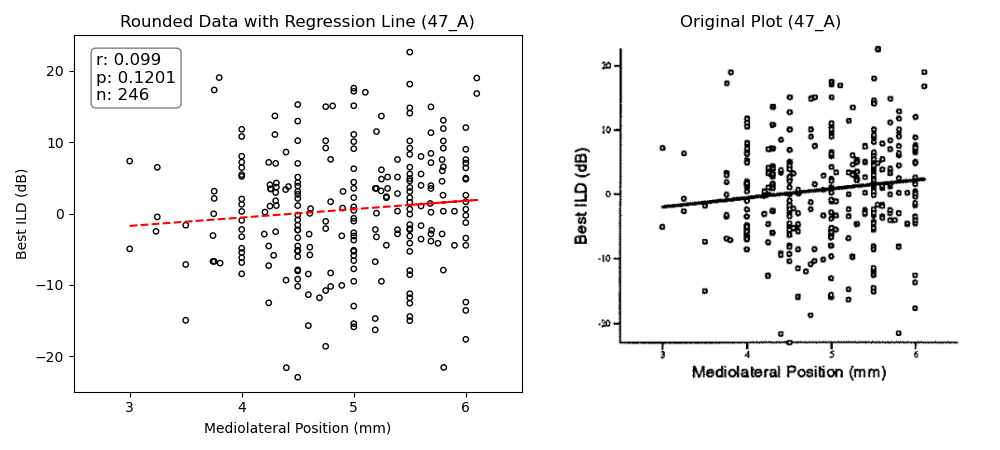 Rounded Data with Regression Line (47_A)
r: 0.099
p: 0.1201
n: 246
20
10
0
−10
−20
Best ILD (dB)
3 4 5 6
Mediolateral Position (mm)
Original Plot (47_A)
20
10
0
-10
-20
Best ILD (dB)
3 4 5 6
Mediolateral Position (mm)